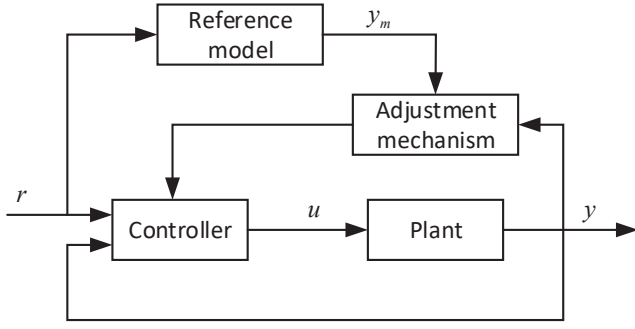 Reference
model
y_m
Adjustment
mechanism
r
Controller
u
Plant
y